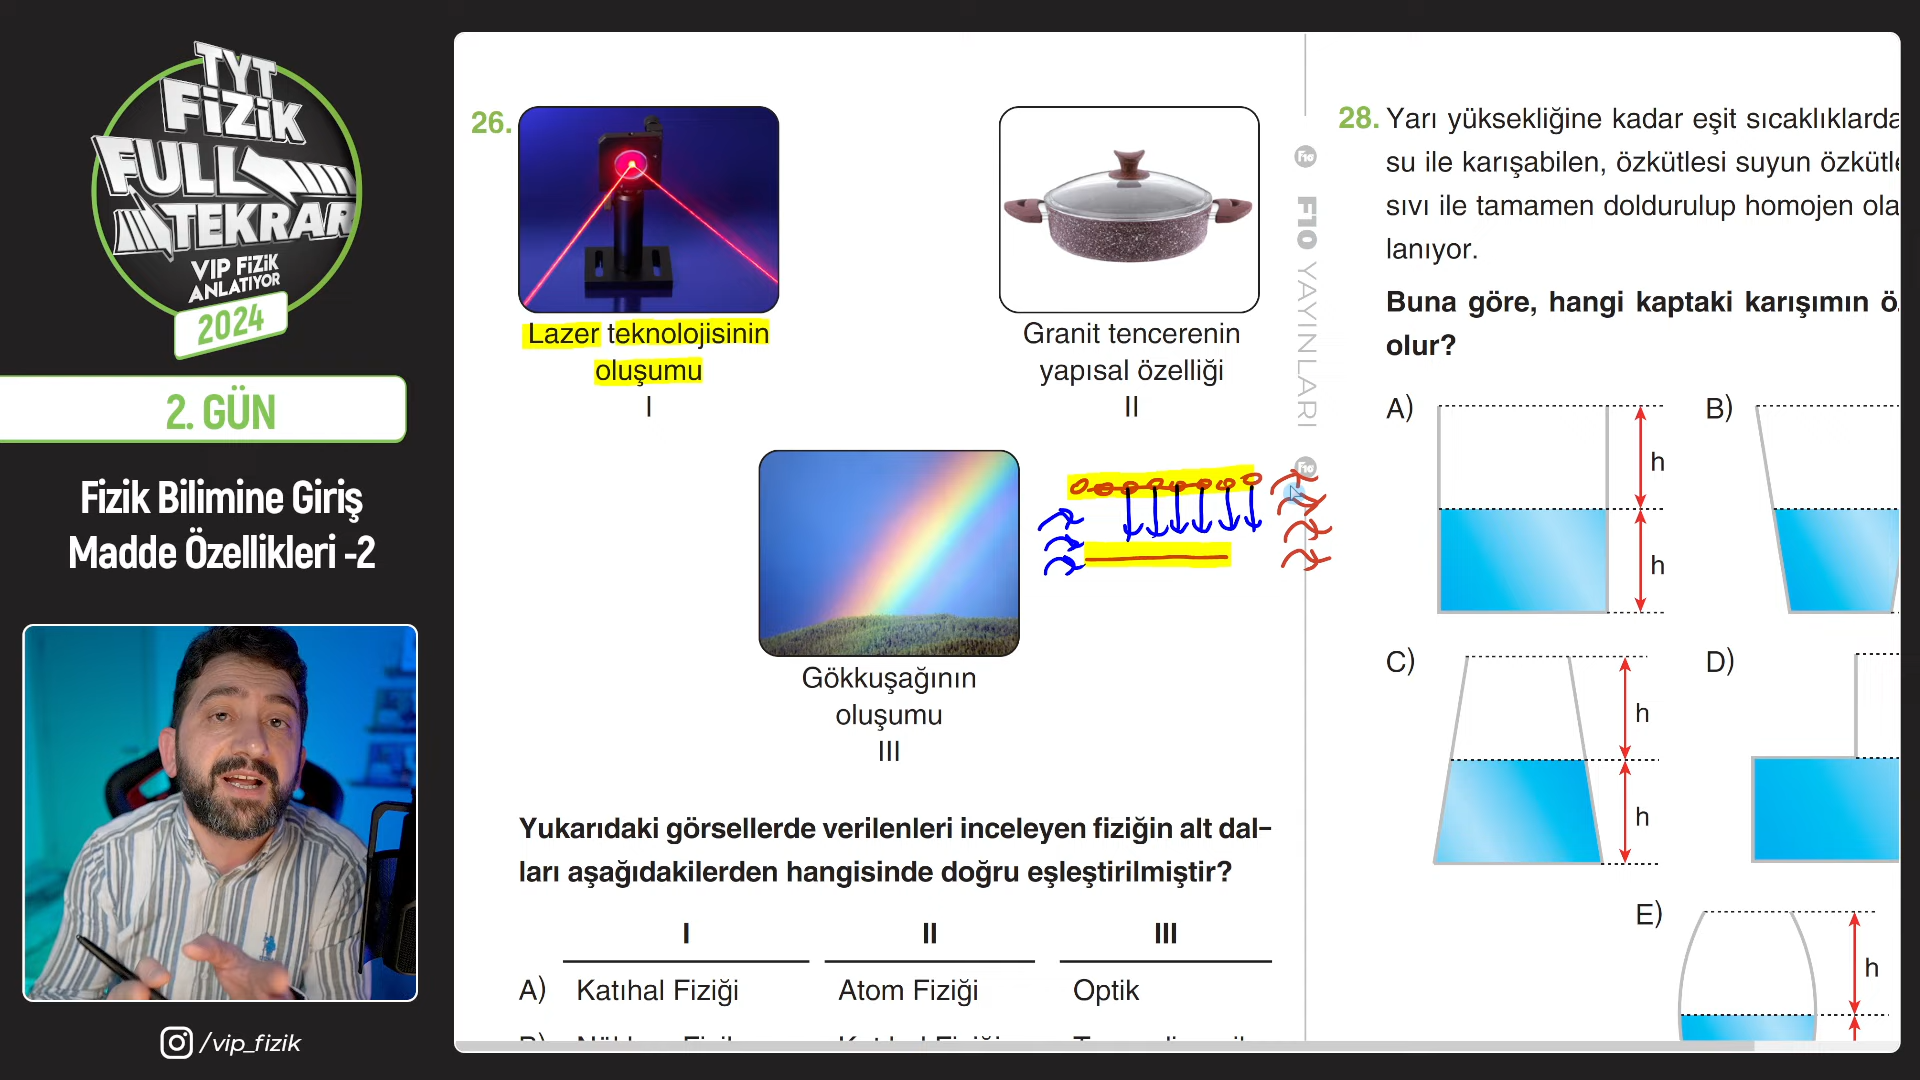 TYT
FİZİK
FULL
TEKRAR
VIP FİZİK
ANLATIYOR
2024
2. GÜN
Fizik Bilimine Giriş
Madde Özellikleri -2
/vip_fizik
26.
Lazer teknolojisinin
oluşumu
I
Granit tencerenin
yapısal özelliği
II
Gökkuşağının
oluşumu
III
Yukarıdaki görsellerde verilenleri inceleyen fiziğin alt dal-
ları aşağıdakilerden hangisinde doğru eşleştirilmiştir?
I II III
A) Katıhal Fiziği Atom Fiziği Optik
F10 YAYINLARI
28. Yarı yüksekliğine kadar eşit sıcaklıklarda
su ile karışabilen, özkütlesi suyun özkütle
sıvı ile tamamen doldurulup homojen ola
lanıyor.
Buna göre, hangi kaptaki karışımın ö
olur?
A) h h
B)
C) h h
D)
E) h